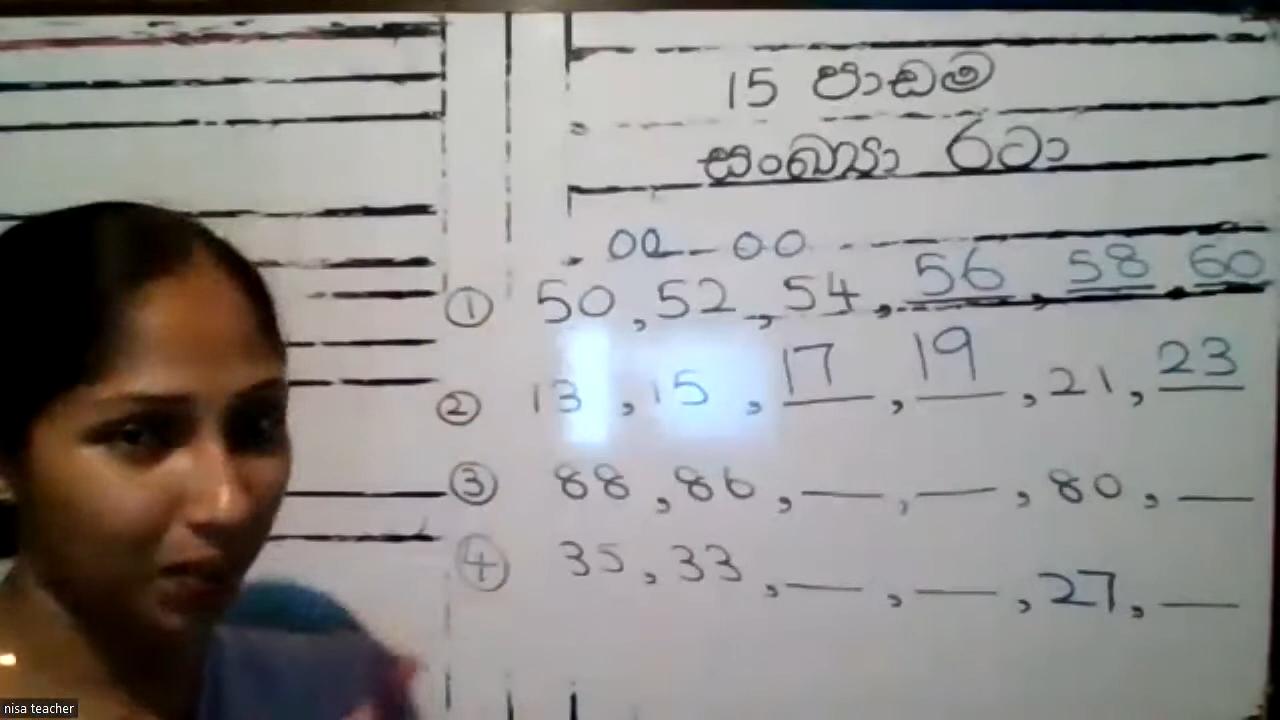 15 පාඩම
සංඛ්‍යා රටා
00 - 00
① 50, 52, 54, 56, 58, 60
② 13, 15, 17, 19, 21, 23
③ 88, 86, __, __, 80, __
④ 35, 33, __, __, 27, __
nisa teacher